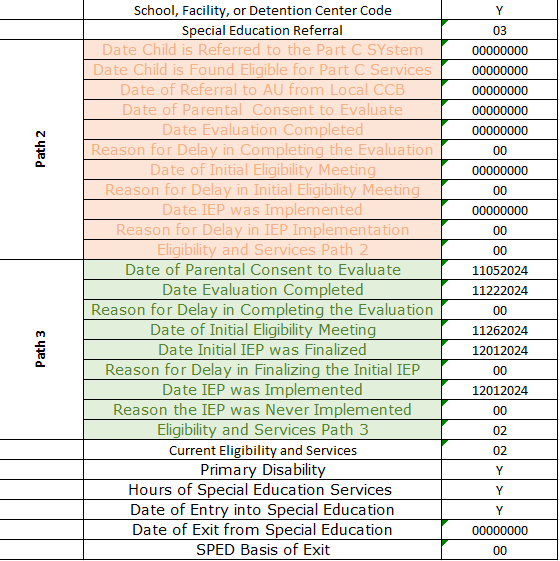 School, Facility, or Detention Center Code Y
Special Education Referral 03
Path 2
Date Child is Referred to the Part C SYstem 00000000
Date Child is Found Eligible for Part C Services 00000000
Date of Referral to AU from Local CCB 00000000
Date of Parental Consent to Evaluate 00000000
Date Evaluation Completed 00000000
Reason for Delay in Completing the Evaluation 00
Date of Initial Eligibility Meeting 00000000
Reason for Delay in Initial Eligibility Meeting 00
Date IEP was Implemented 00000000
Reason for Delay in IEP Implementation 00
Eligibility and Services Path 2 00
Path 3
Date of Parental Consent to Evaluate 11052024
Date Evaluation Completed 11222024
Reason for Delay in Completing the Evaluation 00
Date of Initial Eligibility Meeting 11262024
Date Initial IEP was Finalized 12012024
Reason for Delay in Finalizing the Initial IEP 00
Date IEP was Implemented 12012024
Reason the IEP was Never Implemented 00
Eligibility and Services Path 3 02
Current Eligibility and Services 02
Primary Disability Y
Hours of Special Education Services Y
Date of Entry into Special Education Y
Date of Exit from Special Education 00000000
SPED Basis of Exit 00